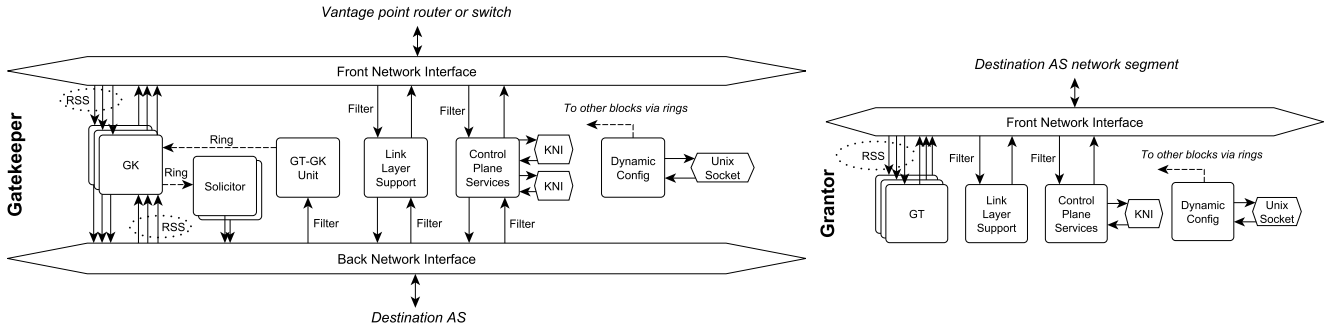 Vantage point router or switch
Front Network Interface
Gatekeeper
RSS
Filter
Filter
To other blocks via rings
Ring
GK
Ring
Solicitor
GT-GK
Unit
Link
Layer
Support
Control
Plane
Services
KNI
KNI
Dynamic
Config
Unix
Socket
RSS
Filter
Filter
Filter
Back Network Interface
Destination AS
Destination AS network segment
Front Network Interface
Grantor
RSS
Filter
Filter
To other blocks via rings
GT
Link
Layer
Support
Control
Plane
Services
KNI
Dynamic
Config
Unix
Socket